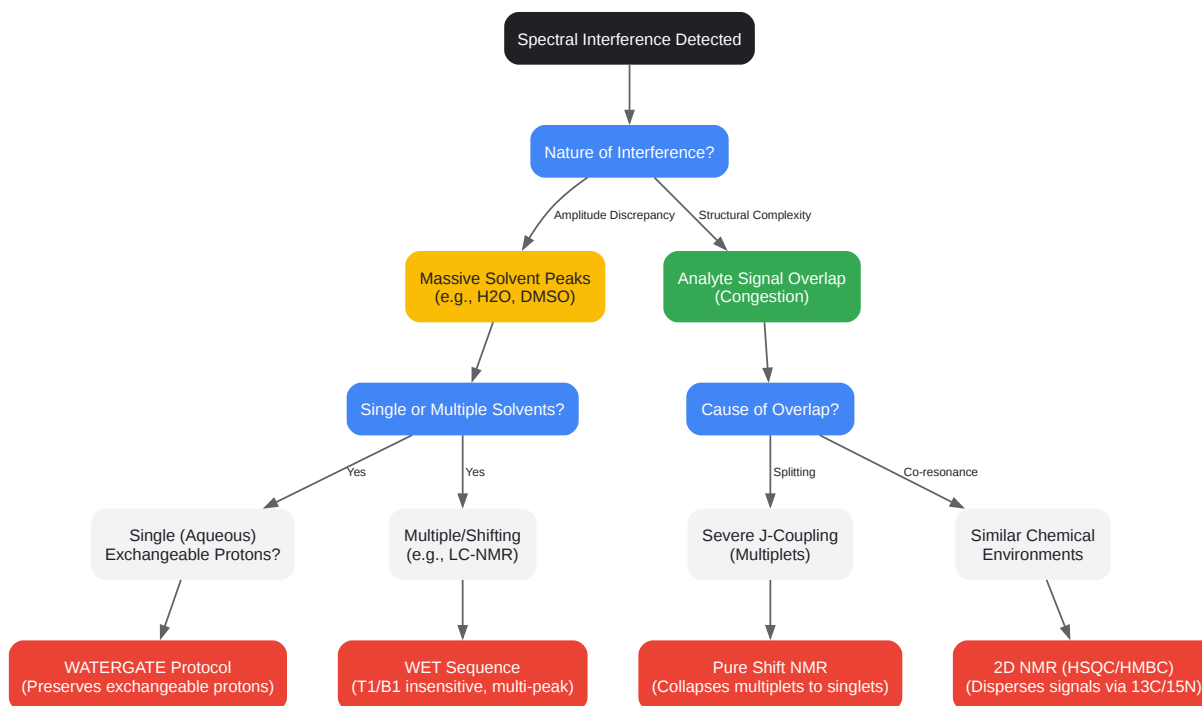 Spectral Interference Detected
Nature of Interference?
Amplitude Discrepancy
Structural Complexity
Massive Solvent Peaks
(e.g., H2O, DMSO)
Analyte Signal Overlap
(Congestion)
Single or Multiple Solvents?
Cause of Overlap?
Yes
Yes
Splitting
Co-resonance
Single (Aqueous)
Exchangeable Protons?
Multiple/Shifting
(e.g., LC-NMR)
Severe J-Coupling
(Multiplets)
Similar Chemical
Environments
WATERGATE Protocol
(Preserves exchangeable protons)
WET Sequence
(T1/B1 insensitive, multi-peak)
Pure Shift NMR
(Collapses multiplets to singlets)
2D NMR (HSQC/HMBC)
(Disperses signals via 13C/15N)